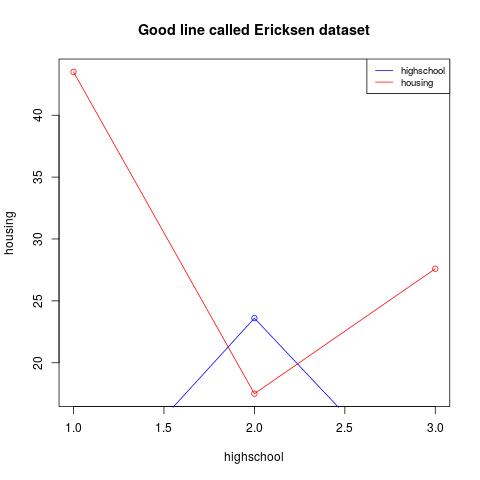 Good line called Ericksen dataset
highschool
housing
40
35
30
25
20
housing
1.0 1.5 2.0 2.5 3.0
highschool